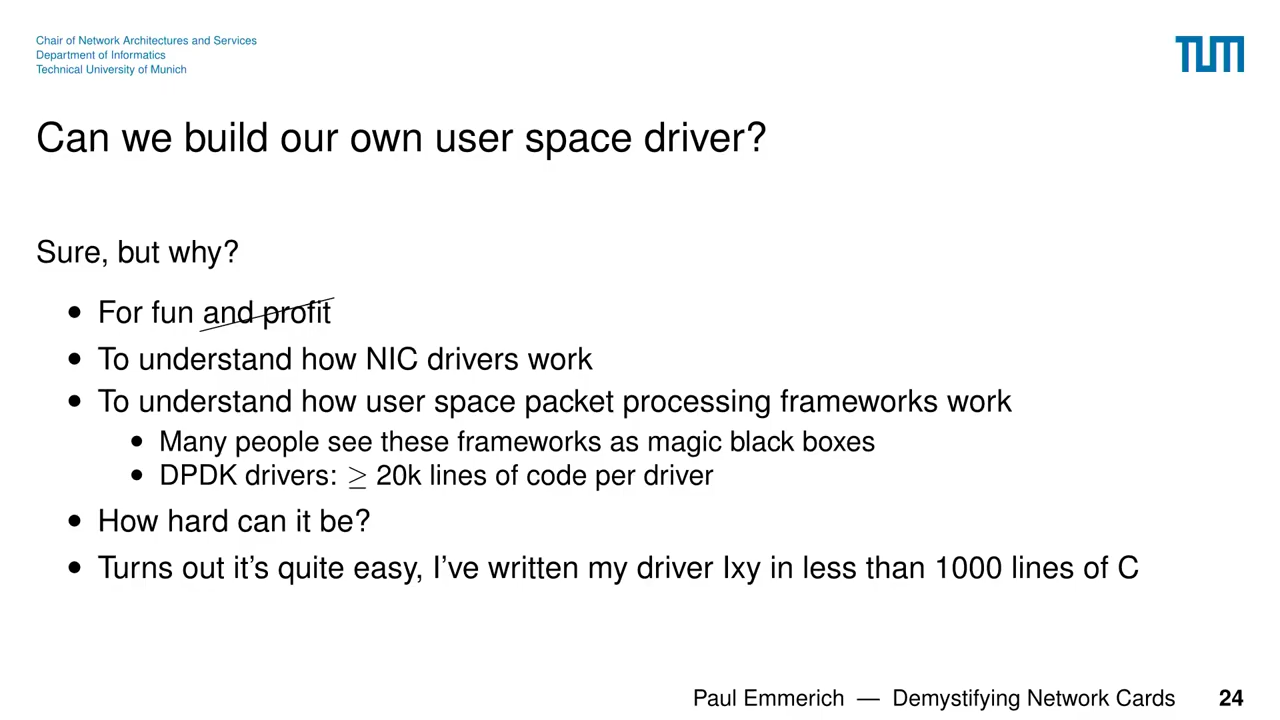 Chair of Network Architectures and Services
Department of Informatics
Technical University of Munich
TUM
Can we build our own user space driver?
Sure, but why?
• For fun and profit
• To understand how NIC drivers work
• To understand how user space packet processing frameworks work
• Many people see these frameworks as magic black boxes
• DPDK drivers: ≥ 20k lines of code per driver
• How hard can it be?
• Turns out it's quite easy, I've written my driver Ixy in less than 1000 lines of C
Paul Emmerich — Demystifying Network Cards 24